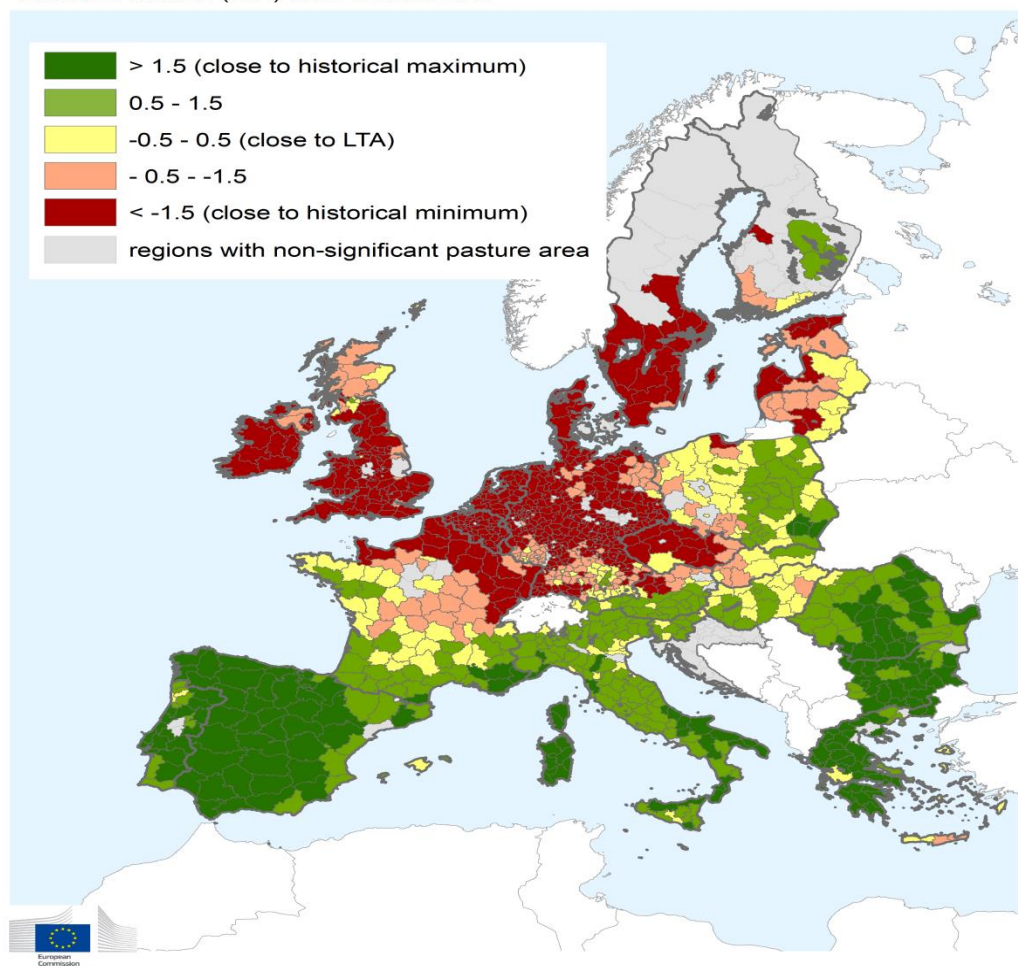 > 1.5 (close to historical maximum)
0.5 - 1.5
-0.5 - 0.5 (close to LTA)
- 0.5 - -1.5
< -1.5 (close to historical minimum)
regions with non-significant pasture area
European
Commission